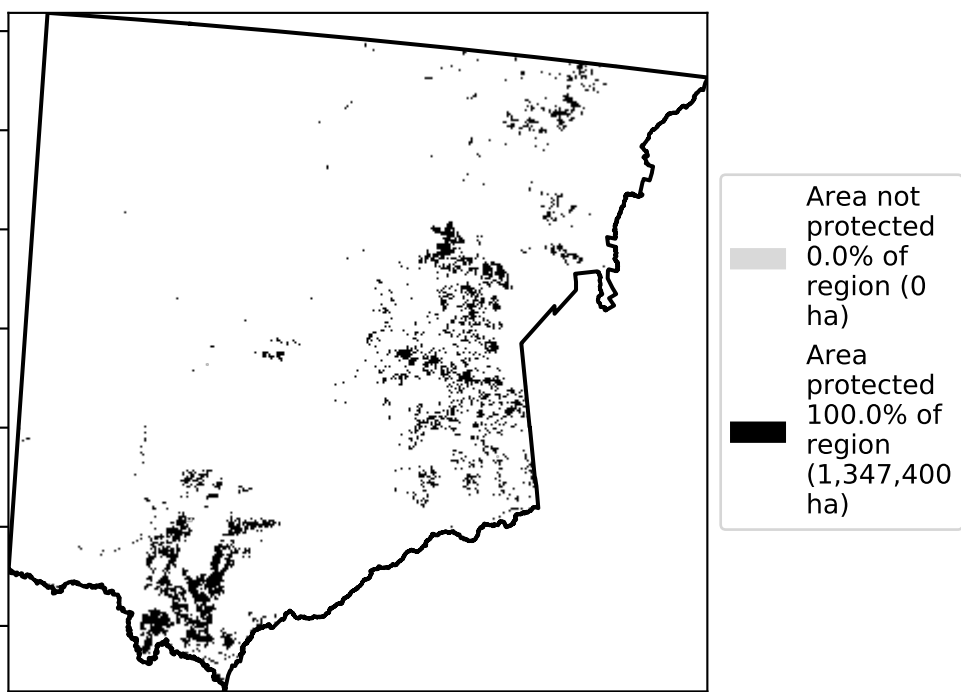 Area not
protected
0.0% of
region (0
ha)
Area
protected
100.0% of
region
(1,347,400
ha)